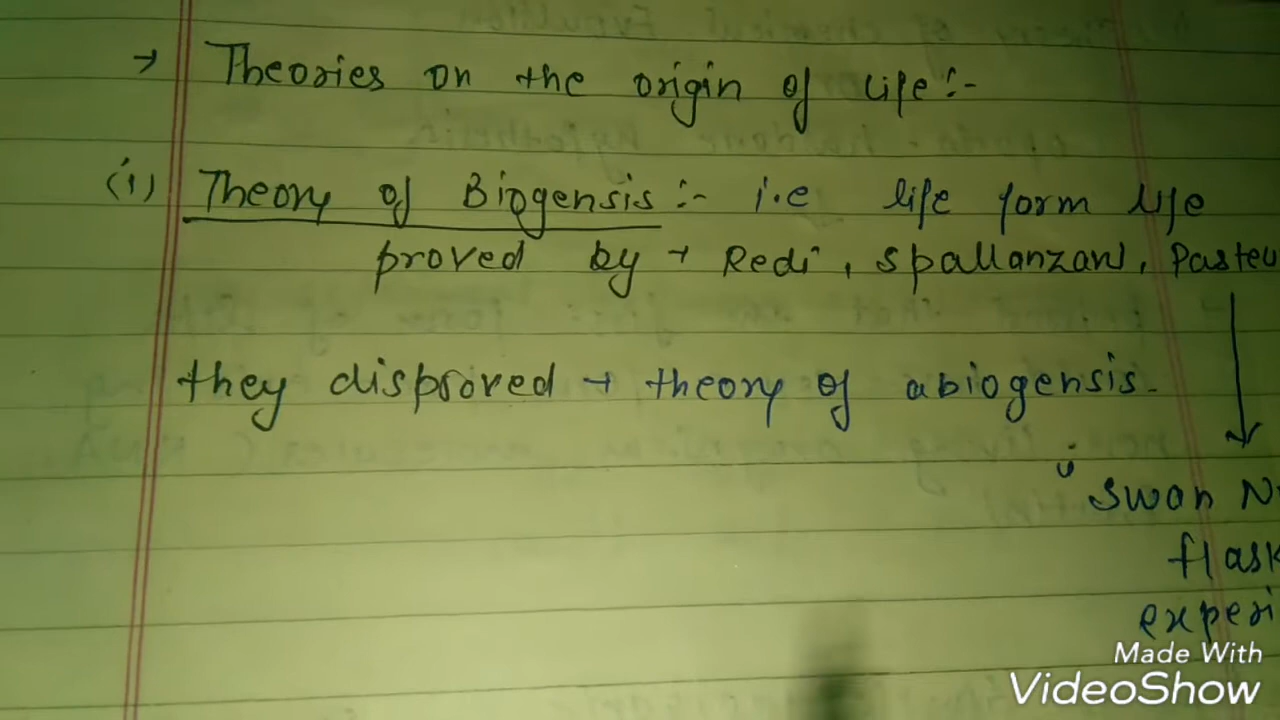 → Theories on the origin of life :-
(i) Theory of Biogensis :- i.e life form life
proved by → Redi, Spallanzani, Pasteu
they disproved → theory of abiogensis.
"Swan N
flask
experi
Made With
VideoShow